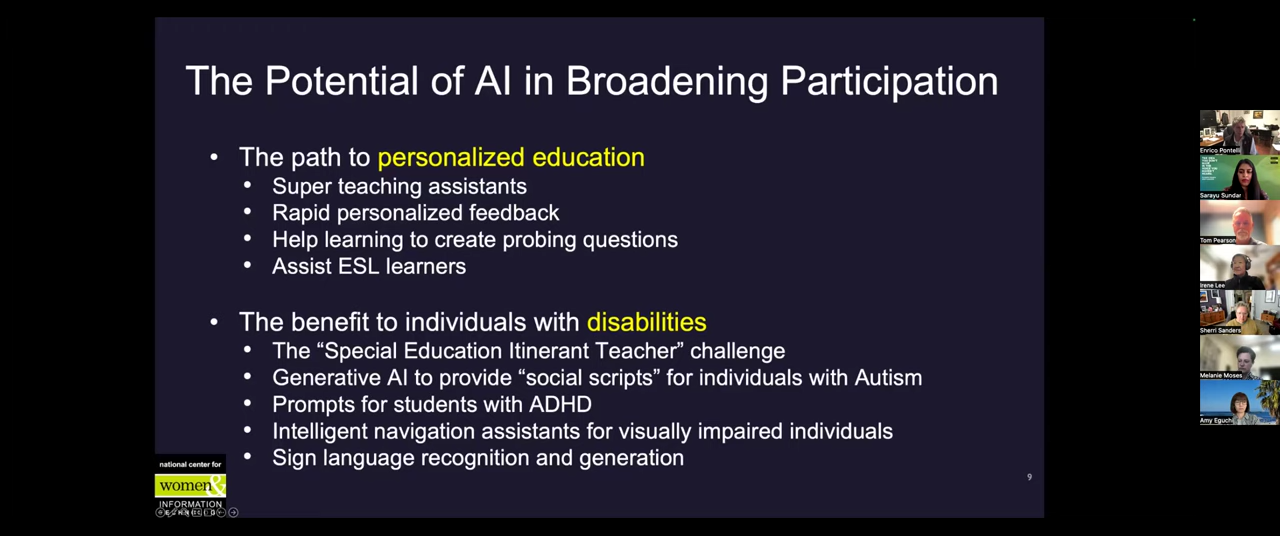 The Potential of AI in Broadening Participation
• The path to personalized education
• Super teaching assistants
• Rapid personalized feedback
• Help learning to create probing questions
• Assist ESL learners
• The benefit to individuals with disabilities
• The “Special Education Itinerant Teacher” challenge
• Generative AI to provide “social scripts” for individuals with Autism
• Prompts for students with ADHD
• Intelligent navigation assistants for visually impaired individuals
• Sign language recognition and generation
national center for
women&
INFORMATION
9
Enrico Pontelli
Sarayu Sundar
Tom Pearson
Irene Lee
Sherri Sanders
Melanie Moses
Amy Eguchi